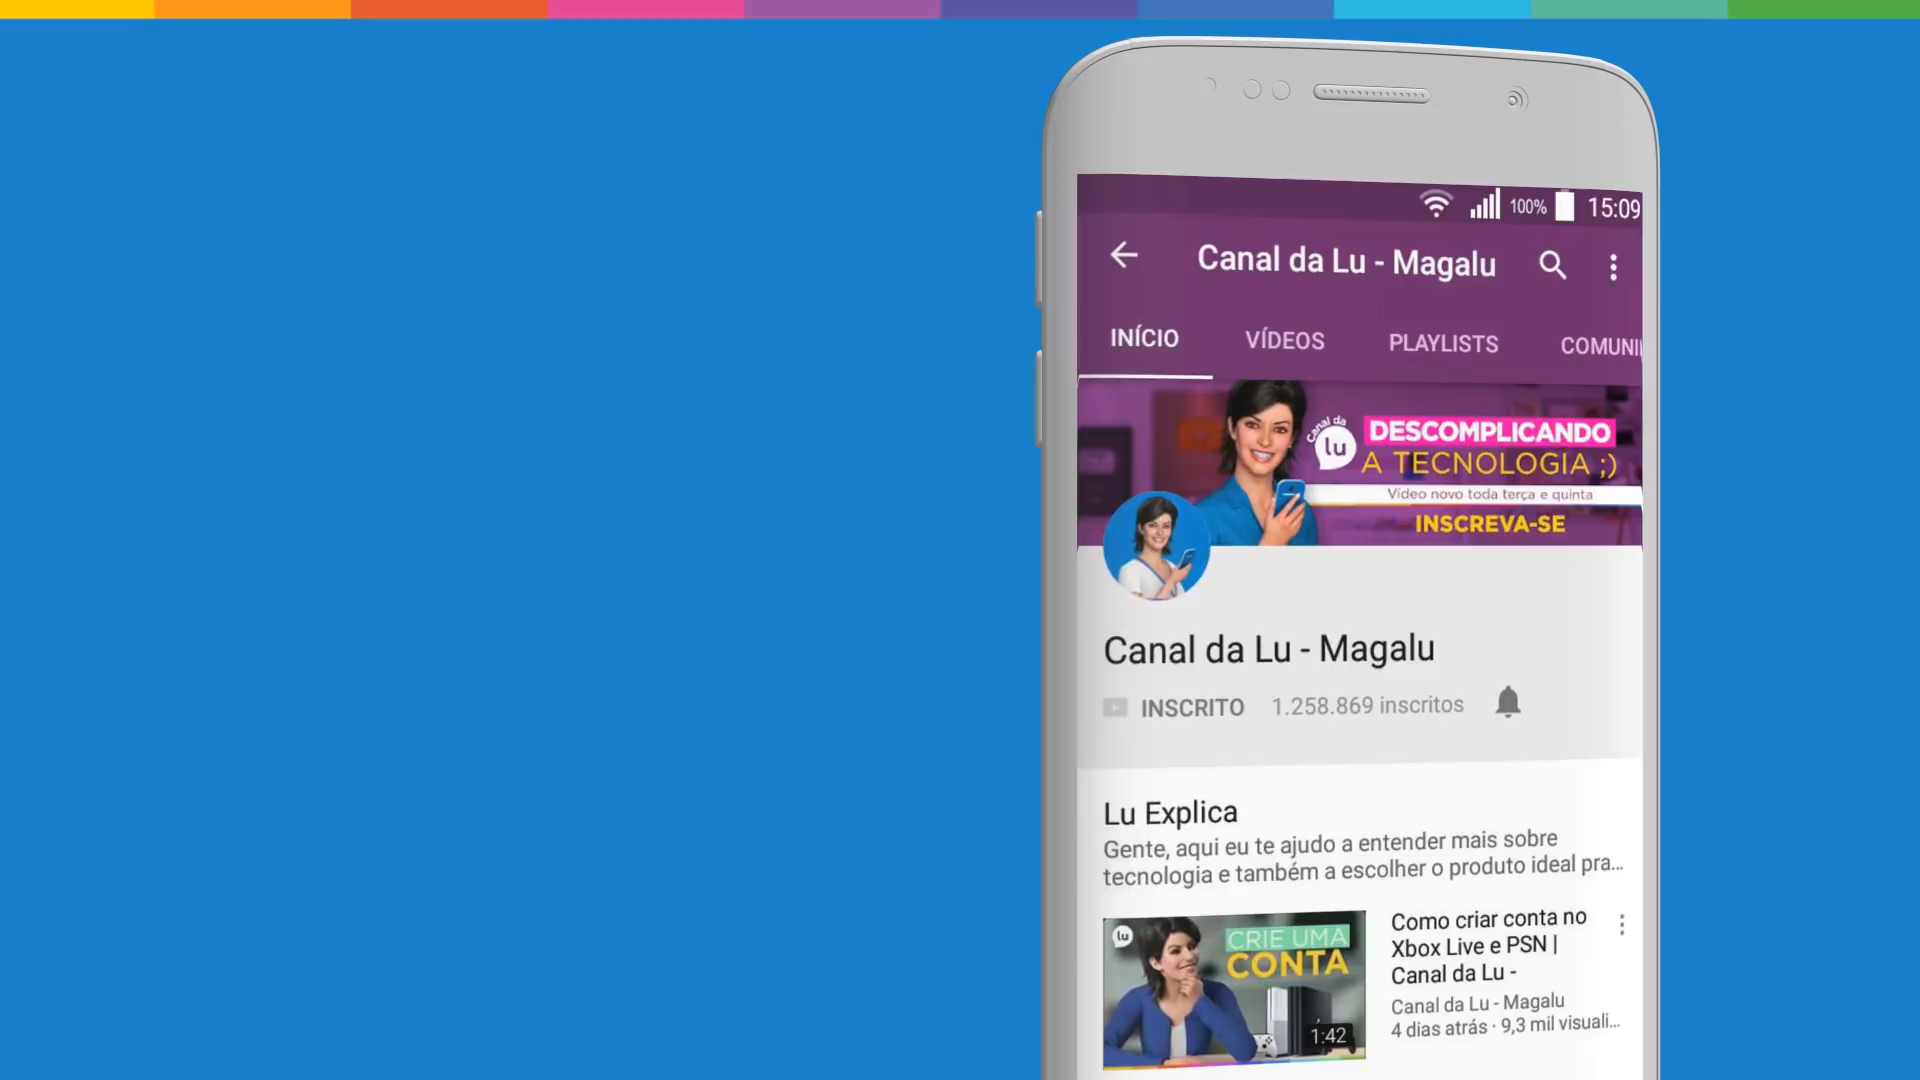 100% 15:09
Canal da Lu - Magalu
INÍCIO VÍDEOS PLAYLISTS COMUNI
Canal da
lu
DESCOMPLICANDO
A TECNOLOGIA ;)
Vídeo novo toda terça e quinta
INSCREVA-SE
Canal da Lu - Magalu
INSCRITO 1.258.869 inscritos
Lu Explica
Gente, aqui eu te ajudo a entender mais sobre
tecnologia e também a escolher o produto ideal pra...
lu
CRIE UMA
CONTA
1:42
Como criar conta no
Xbox Live e PSN |
Canal da Lu -
Canal da Lu - Magalu
4 dias atrás · 9,3 mil visuali...